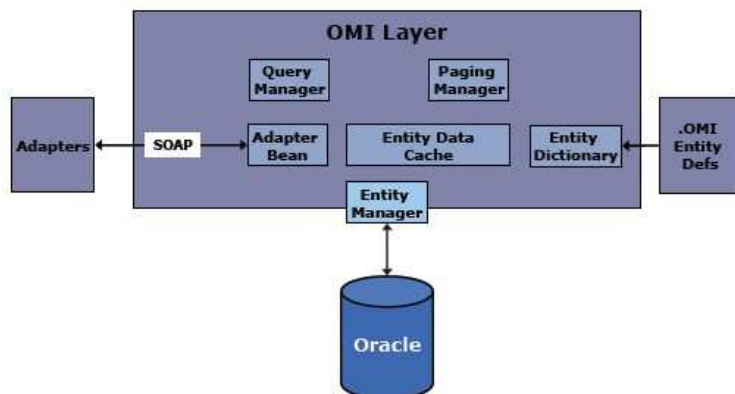 OMI Layer
Query
Manager
Paging
Manager
Adapters
SOAP
Adapter
Bean
Entity Data
Cache
Entity
Dictionary
.OMI
Entity
Defs
Entity
Manager
Oracle